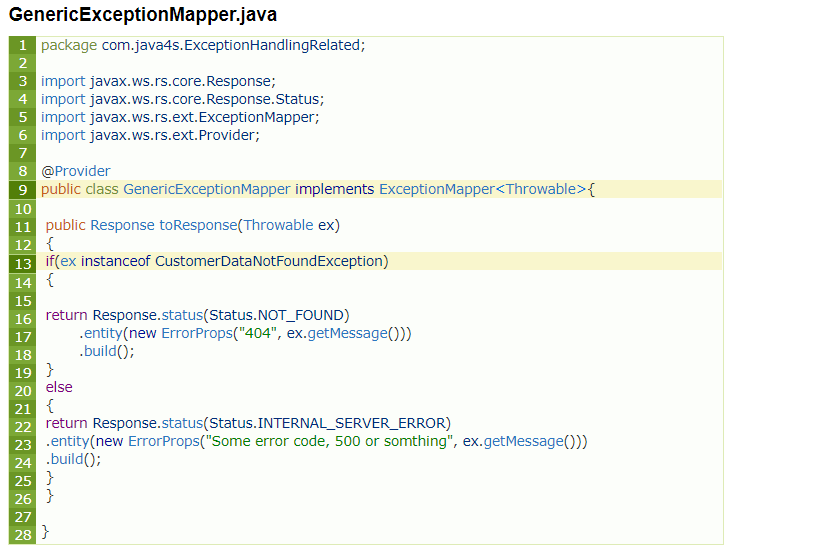 GenericExceptionMapper.java
1 package com.java4s.ExceptionHandlingRelated;
2
3 import javax.ws.rs.core.Response;
4 import javax.ws.rs.core.Response.Status;
5 import javax.ws.rs.ext.ExceptionMapper;
6 import javax.ws.rs.ext.Provider;
7
8 @Provider
9 public class GenericExceptionMapper implements ExceptionMapper<Throwable>{
10
11 public Response toResponse(Throwable ex)
12 {
13 if(ex instanceof CustomerDataNotFoundException)
14 {
15
16 return Response.status(Status.NOT_FOUND)
17 .entity(new ErrorProps("404", ex.getMessage()))
18 .build();
19 }
20 else
21 {
22 return Response.status(Status.INTERNAL_SERVER_ERROR)
23 .entity(new ErrorProps("Some error code, 500 or somthing", ex.getMessage()))
24 .build();
25 }
26 }
27
28 }